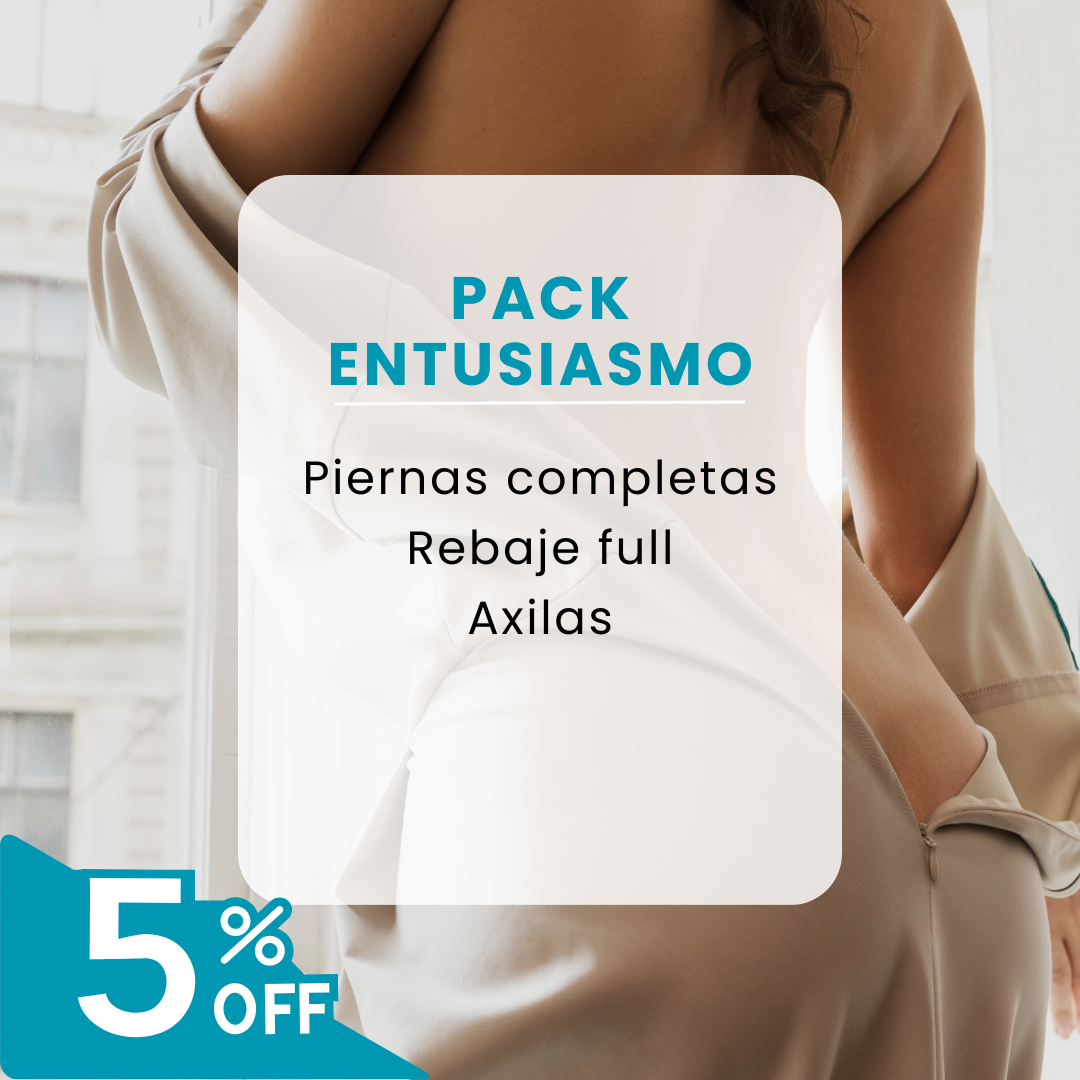 PACK
ENTUSIASMO
Piernas completas
Rebaje full
Axilas
5%
OFF